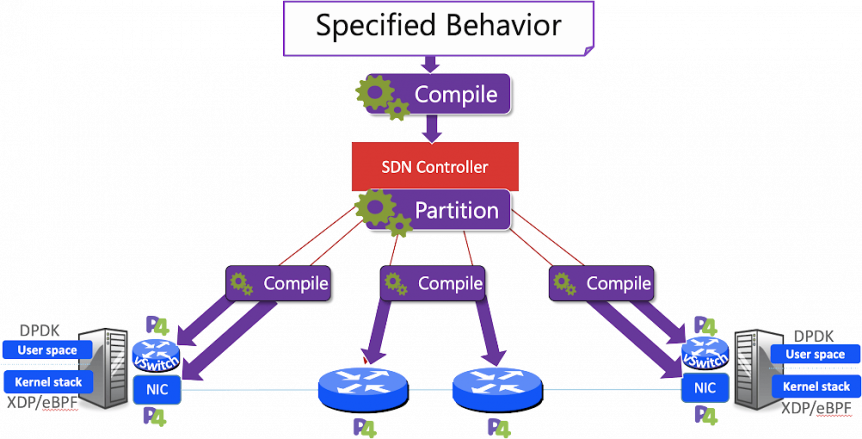 Specified Behavior
Compile
SDN Controller
Partition
Compile
Compile
Compile
P4
DPDK
User space
vSwitch
Kernel stack
NIC
XDP/eBPF
P4
P4
P4
P4
DPDK
vSwitch
User space
NIC
Kernel stack
XDP/eBPF
P4